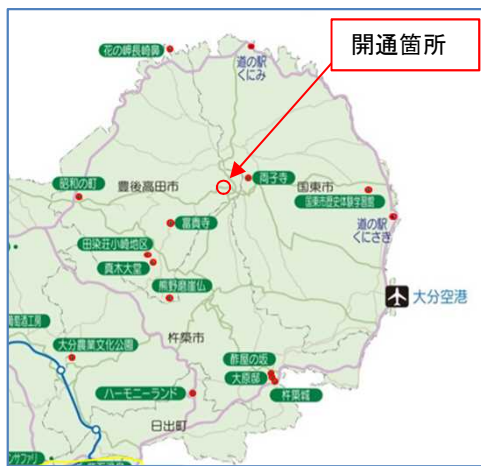 開通箇所
花の岬長崎鼻
道の駅
くにみ
昭和の町
豊後高田市
両子寺
国東市
国東市歴史体験学習館
富貴寺
道の駅
くにさき
田染荘小崎地区
真木大堂
熊野磨崖仏
大分空港
杵築市
大分農業文化公園
酢屋の坂
大原邸
杵築城
ハーモニーランド
日出町